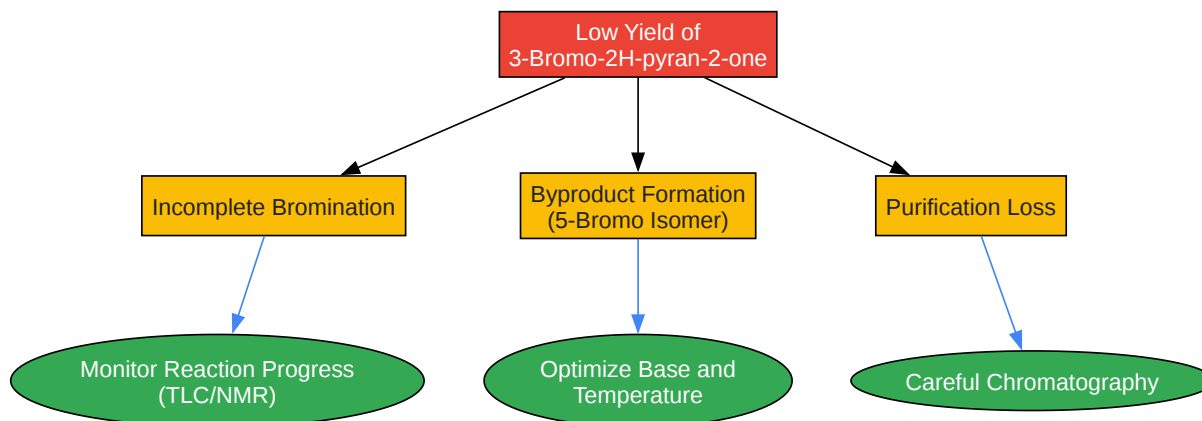 Low Yield of
3-Bromo-2H-pyran-2-one
Incomplete Bromination
Byproduct Formation
(5-Bromo Isomer)
Purification Loss
Monitor Reaction Progress
(TLC/NMR)
Optimize Base and
Temperature
Careful Chromatography